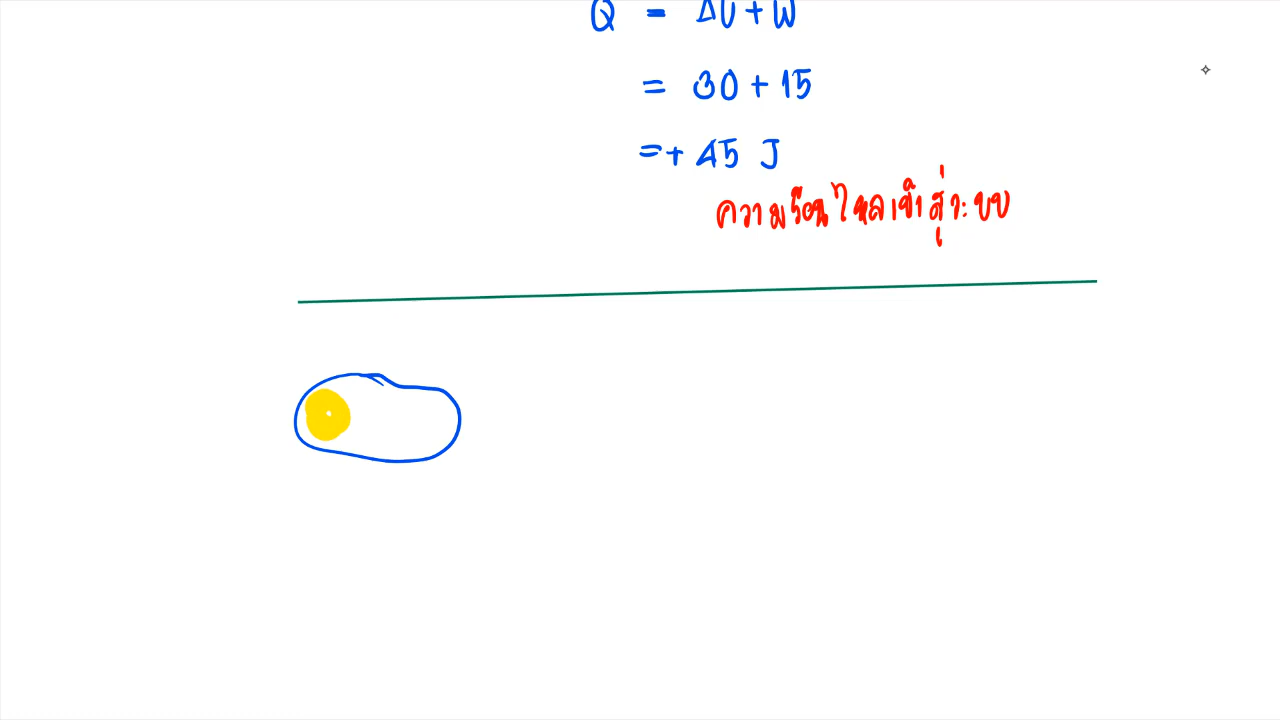 Q = ΔU + W
= 30 + 15
= + 45 J
ความร้อนไหลเข้าสู่ระบบ